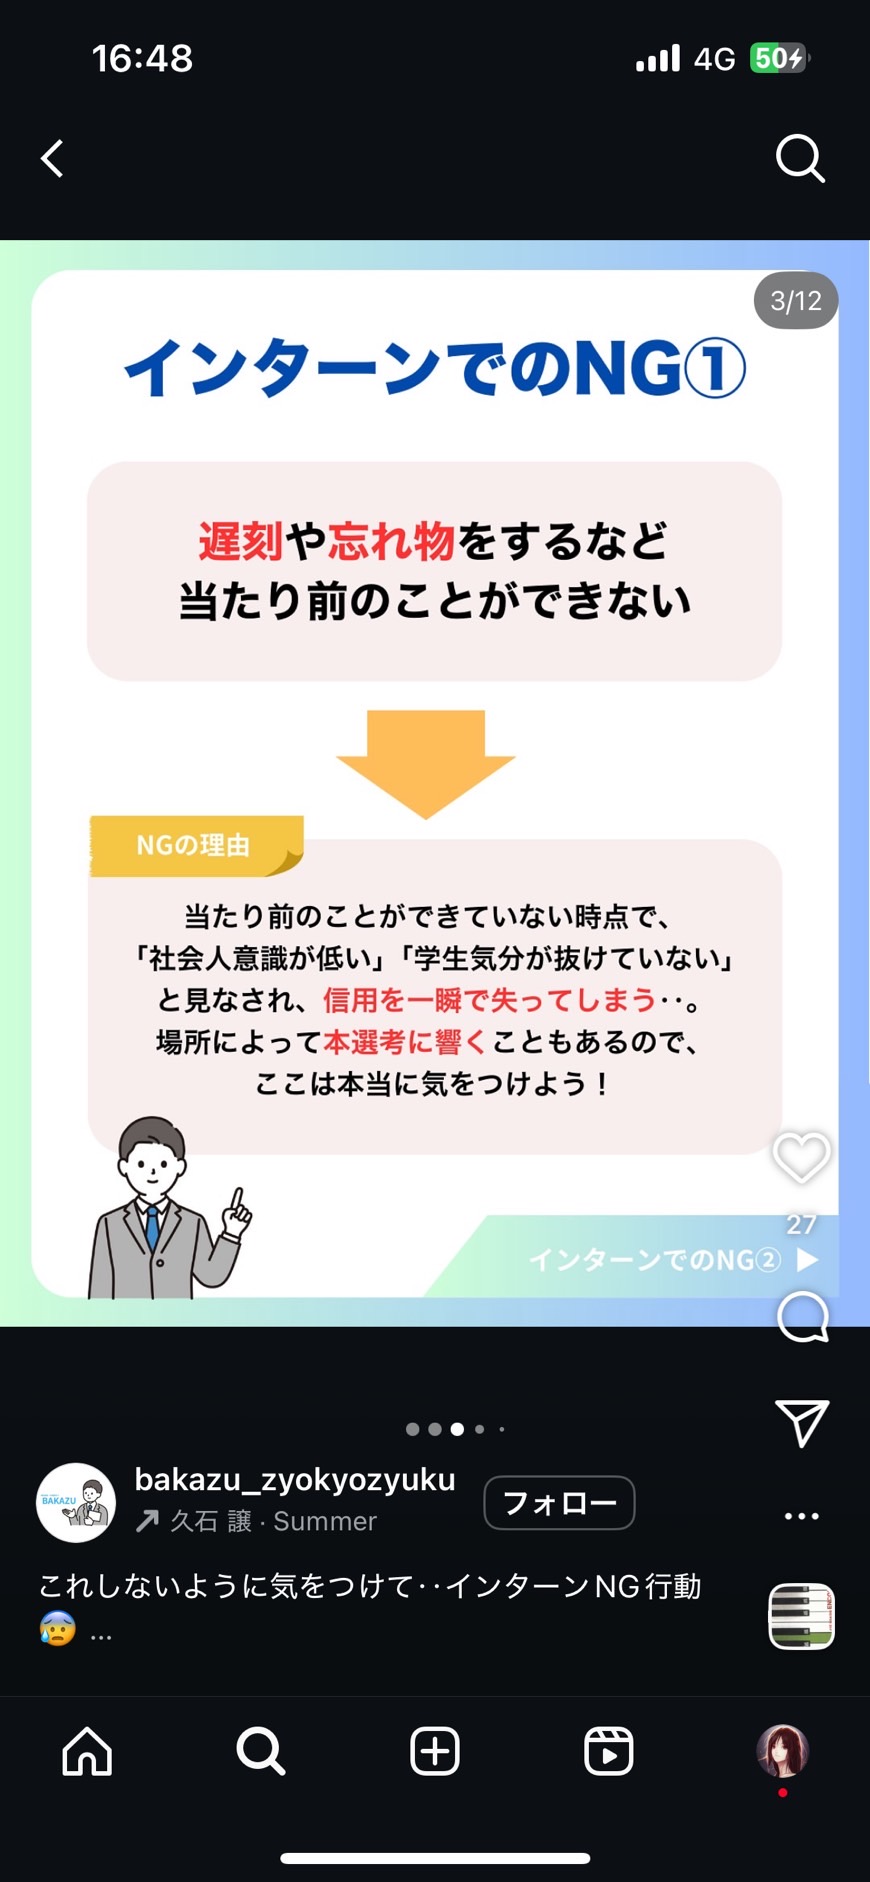 16:48
4G
50
3/12
インターンでのNG①
遅刻や忘れ物をするなど
当たり前のことができない
NGの理由
当たり前のことができていない時点で、
「社会人意識が低い」「学生気分が抜けていない」
と見なされ、信用を一瞬で失ってしまう‥。
場所によって本選考に響くこともあるので、
ここは本当に気をつけよう！
27
インターンでのNG② ▶
BAKAZU
bakazu_zyokyozyuku
久石 譲 · Summer
フォロー
これしないように気をつけて‥インターンNG行動
😰 ...